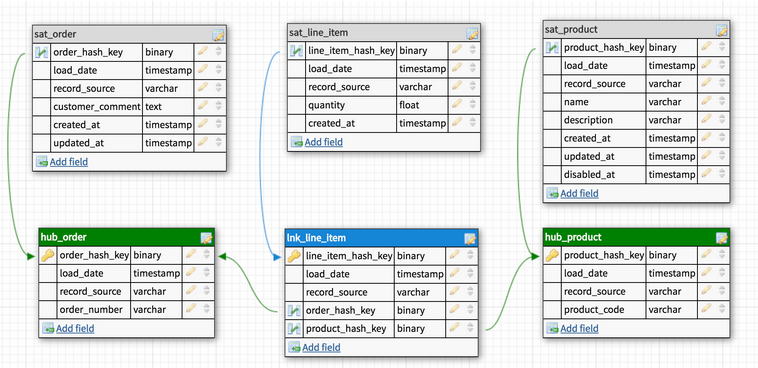 sat_order
order_hash_key binary
load_date timestamp
record_source varchar
customer_comment text
created_at timestamp
updated_at timestamp
Add field
sat_line_item
line_item_hash_key binary
load_date timestamp
record_source varchar
quantity float
created_at timestamp
Add field
sat_product
product_hash_key binary
load_date timestamp
record_source varchar
name varchar
description varchar
created_at timestamp
updated_at timestamp
disabled_at timestamp
Add field
hub_order
order_hash_key binary
load_date timestamp
record_source varchar
order_number varchar
Add field
lnk_line_item
line_item_hash_key binary
load_date timestamp
record_source varchar
order_hash_key binary
product_hash_key binary
Add field
hub_product
product_hash_key binary
load_date timestamp
record_source varchar
product_code varchar
Add field